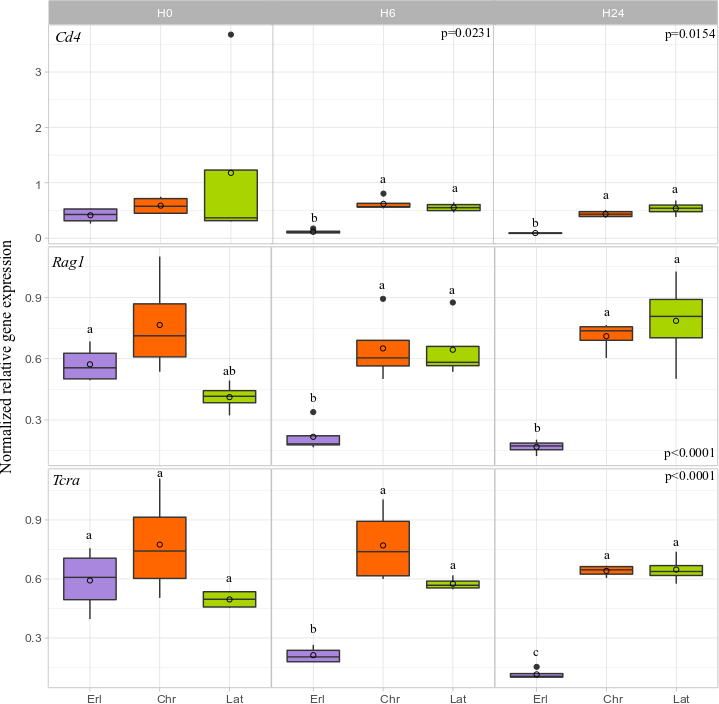 H0 H6 H24
Cd4 p=0.0231 p=0.0154
3
2
1
0
a a b
a a b
Rag1
0.9
0.6
0.3
a ab
a a b
a a b
p<0.0001
Tcra p<0.0001
0.9
0.6
0.3
a a a
a a b
a a c
Erl Chr Lat Erl Chr Lat Erl Chr Lat
Normalized relative gene expression